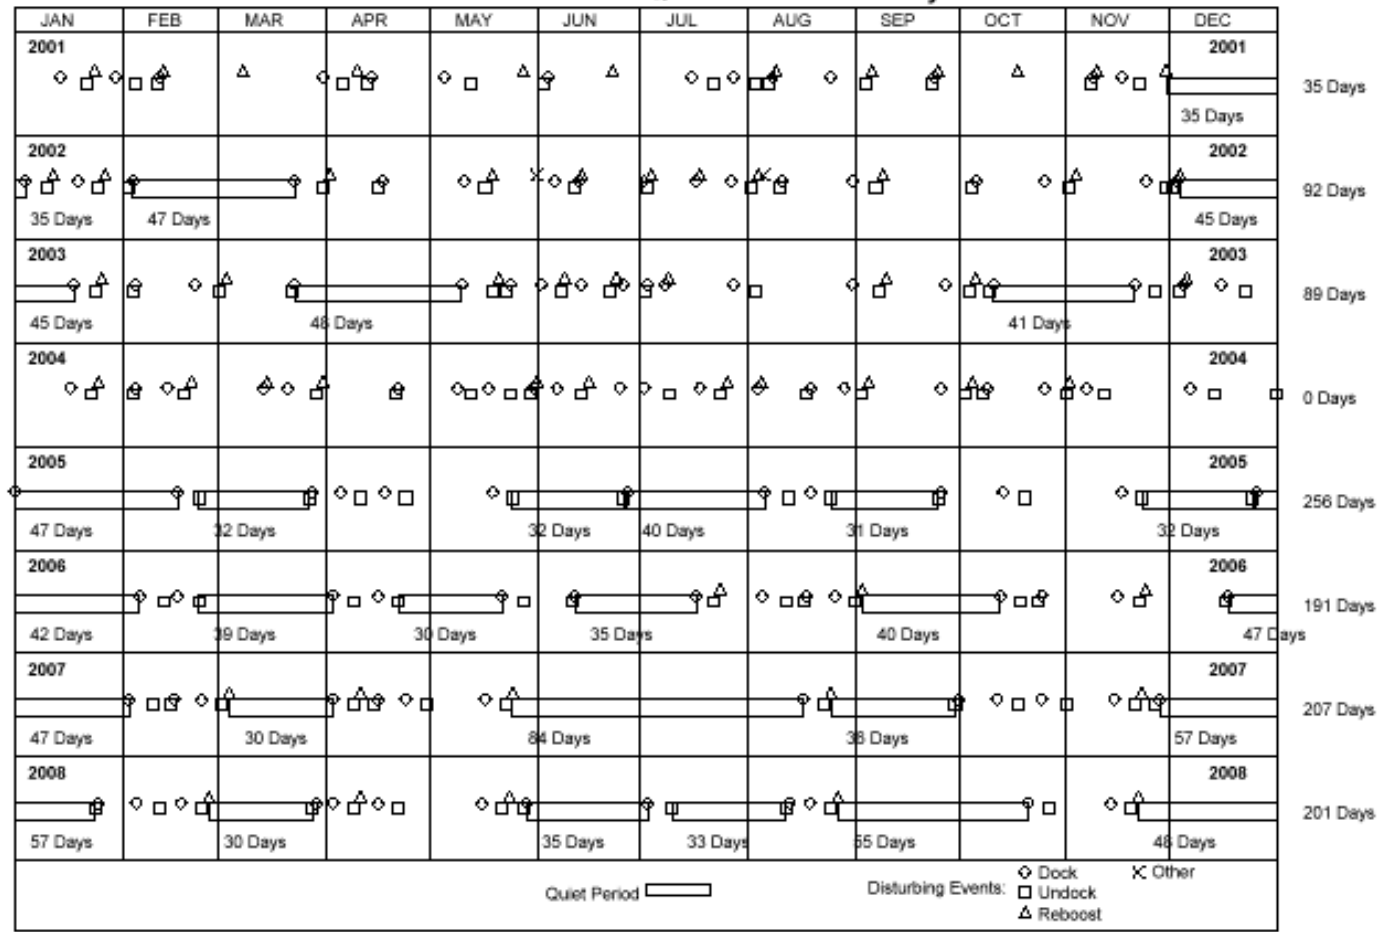 JAN FEB MAR APR MAY JUN JUL AUG SEP OCT NOV DEC
2001 2001
35 Days
35 Days
2002 2002
92 Days
35 Days 47 Days 45 Days
2003 2003
89 Days
45 Days 48 Days 41 Days
2004 2004
0 Days
2005 2005
256 Days
47 Days 32 Days 32 Days 40 Days 31 Days 32 Days
2006 2006
191 Days
42 Days 39 Days 30 Days 35 Days 40 Days 47 Days
2007 2007
207 Days
47 Days 30 Days 84 Days 36 Days 57 Days
2008 2008
201 Days
57 Days 30 Days 35 Days 33 Days 55 Days 48 Days
Quiet Period Disturbing Events: Dock Other
Undock
Reboost